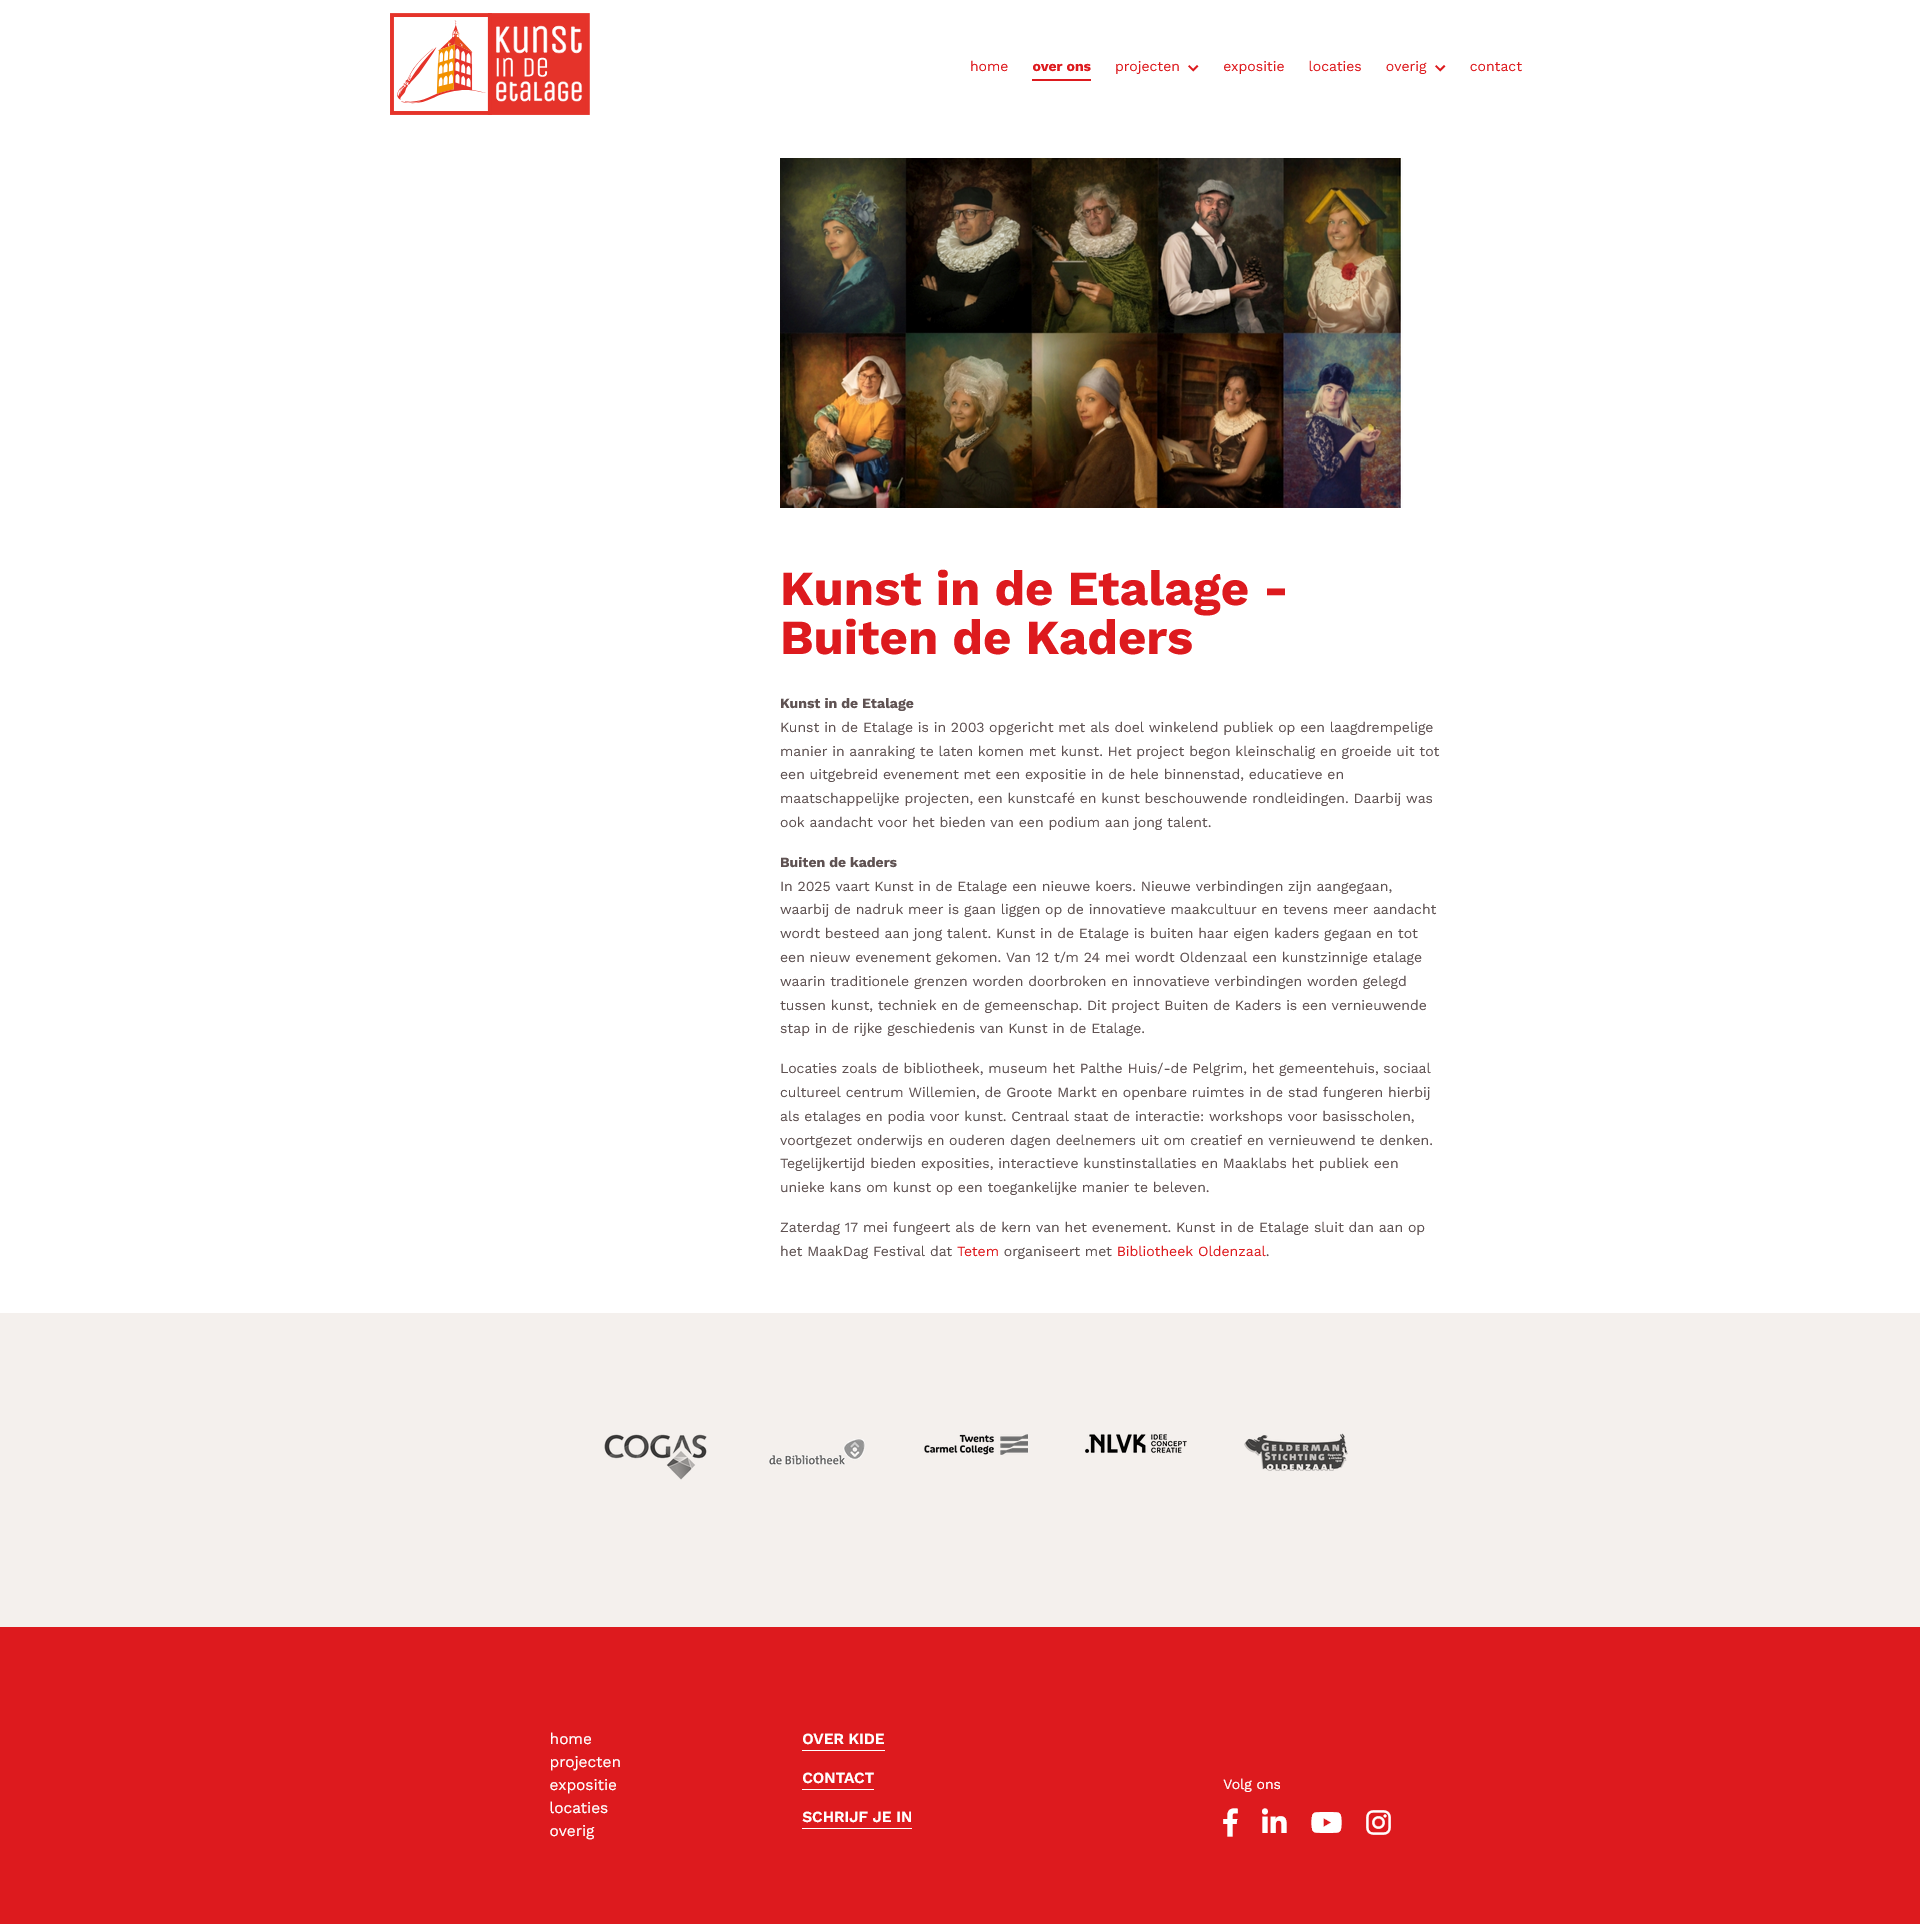 Kunst
in de
etalage
home
over ons
projecten
expositie
locaties
overig
contact
Kunst in de Etalage -
Buiten de Kaders
Kunst in de Etalage
Kunst in de Etalage is in 2003 opgericht met als doel winkelend publiek op een laagdrempelige
manier in aanraking te laten komen met kunst. Het project begon kleinschalig en groeide uit tot
een uitgebreid evenement met een expositie in de hele binnenstad, educatieve en
maatschappelijke projecten, een kunstcafé en kunst beschouwende rondleidingen. Daarbij was
ook aandacht voor het bieden van een podium aan jong talent.
Buiten de kaders
In 2025 vaart Kunst in de Etalage een nieuwe koers. Nieuwe verbindingen zijn aangegaan,
waarbij de nadruk meer is gaan liggen op de innovatieve maakcultuur en tevens meer aandacht
wordt besteed aan jong talent. Kunst in de Etalage is buiten haar eigen kaders gegaan en tot
een nieuw evenement gekomen. Van 12 t/m 24 mei wordt Oldenzaal een kunstzinnige etalage
waarin traditionele grenzen worden doorbroken en innovatieve verbindingen worden gelegd
tussen kunst, techniek en de gemeenschap. Dit project Buiten de Kaders is een vernieuwende
stap in de rijke geschiedenis van Kunst in de Etalage.
Locaties zoals de bibliotheek, museum het Palthe Huis/-de Pelgrim, het gemeentehuis, sociaal
cultureel centrum Willemien, de Groote Markt en openbare ruimtes in de stad fungeren hierbij
als etalages en podia voor kunst. Centraal staat de interactie: workshops voor basisscholen,
voortgezet onderwijs en ouderen dagen deelnemers uit om creatief en vernieuwend te denken.
Tegelijkertijd bieden exposities, interactieve kunstinstallaties en Maaklabs het publiek een
unieke kans om kunst op een toegankelijke manier te beleven.
Zaterdag 17 mei fungeert als de kern van het evenement. Kunst in de Etalage sluit dan aan op
het MaakDag Festival dat Tetem organiseert met Bibliotheek Oldenzaal.
COGAS
de Bibliotheek
Twents
Carmel College
.NLVK
IDEE
CONCEPT
CREATIE
GELDERMAN
STICHTING
OLDENZAAL
home
projecten
expositie
locaties
overig
OVER KIDE
CONTACT
SCHRIJF JE IN
Volg ons